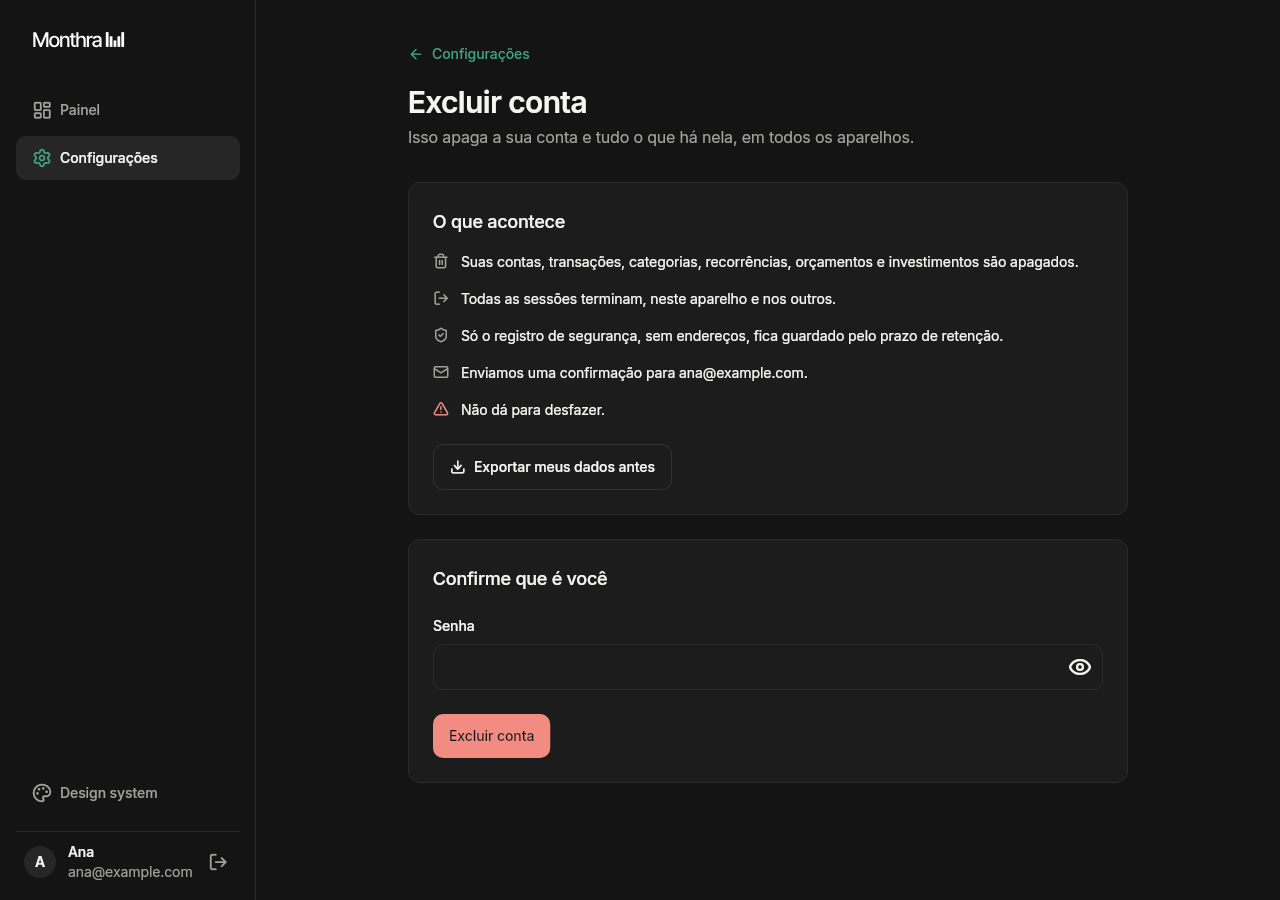 Monthra
Painel
Configurações
Design system
A
Ana
ana@example.com
Configurações
Excluir conta
Isso apaga a sua conta e tudo o que há nela, em todos os aparelhos.
O que acontece
Suas contas, transações, categorias, recorrências, orçamentos e investimentos são apagados.
Todas as sessões terminam, neste aparelho e nos outros.
Só o registro de segurança, sem endereços, fica guardado pelo prazo de retenção.
Enviamos uma confirmação para ana@example.com.
Não dá para desfazer.
Exportar meus dados antes
Confirme que é você
Senha
Excluir conta